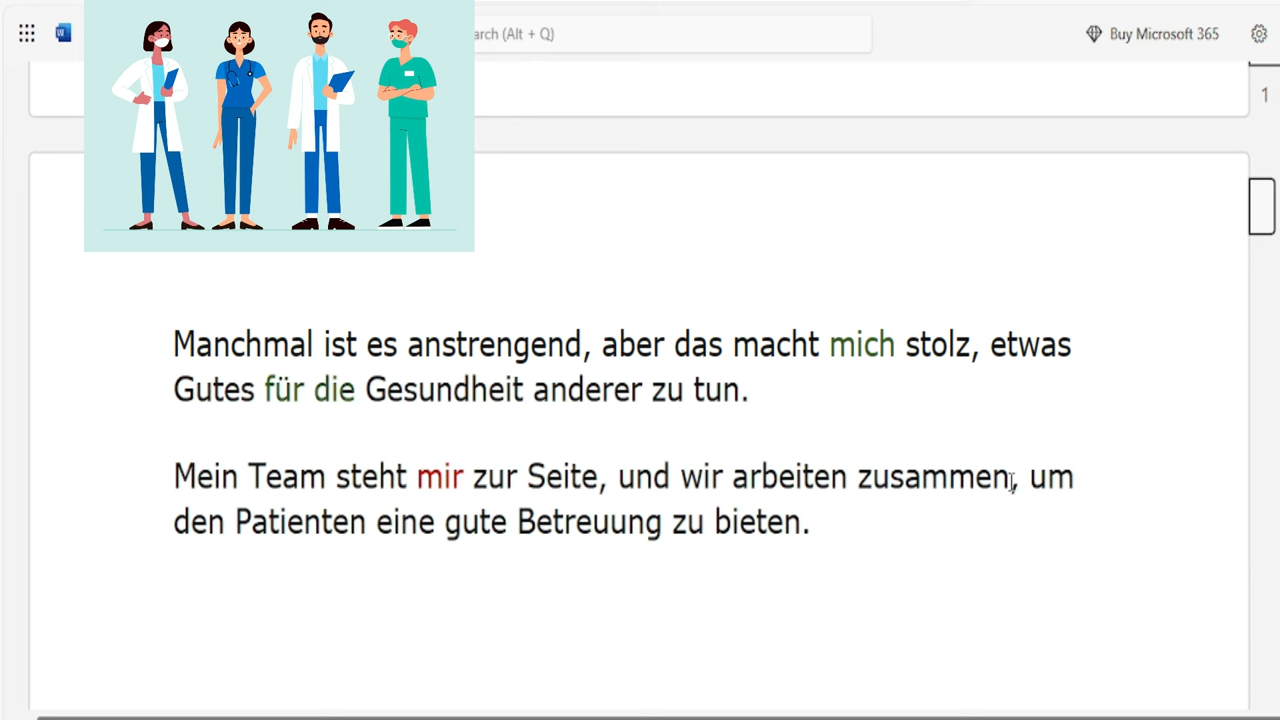 arch (Alt + Q)
Buy Microsoft 365
1
Manchmal ist es anstrengend, aber das macht mich stolz, etwas
Gutes für die Gesundheit anderer zu tun.
Mein Team steht mir zur Seite, und wir arbeiten zusammen, um
den Patienten eine gute Betreuung zu bieten.